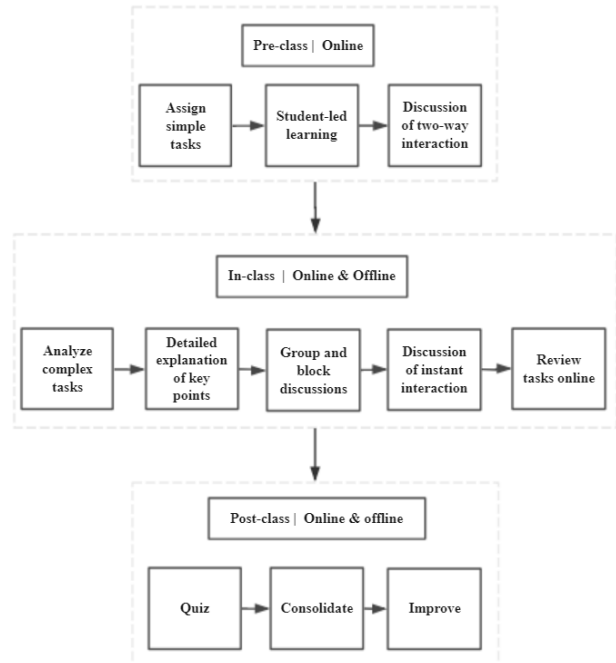 Pre-class | Online
Assign
simple
tasks
Student-led
learning
Discussion
of two-way
interaction
In-class | Online & Offline
Analyze
complex
tasks
Detailed
explanation
of key
points
Group and
block
discussions
Discussion
of instant
interaction
Review
tasks online
Post-class | Online & offline
Quiz
Consolidate
Improve